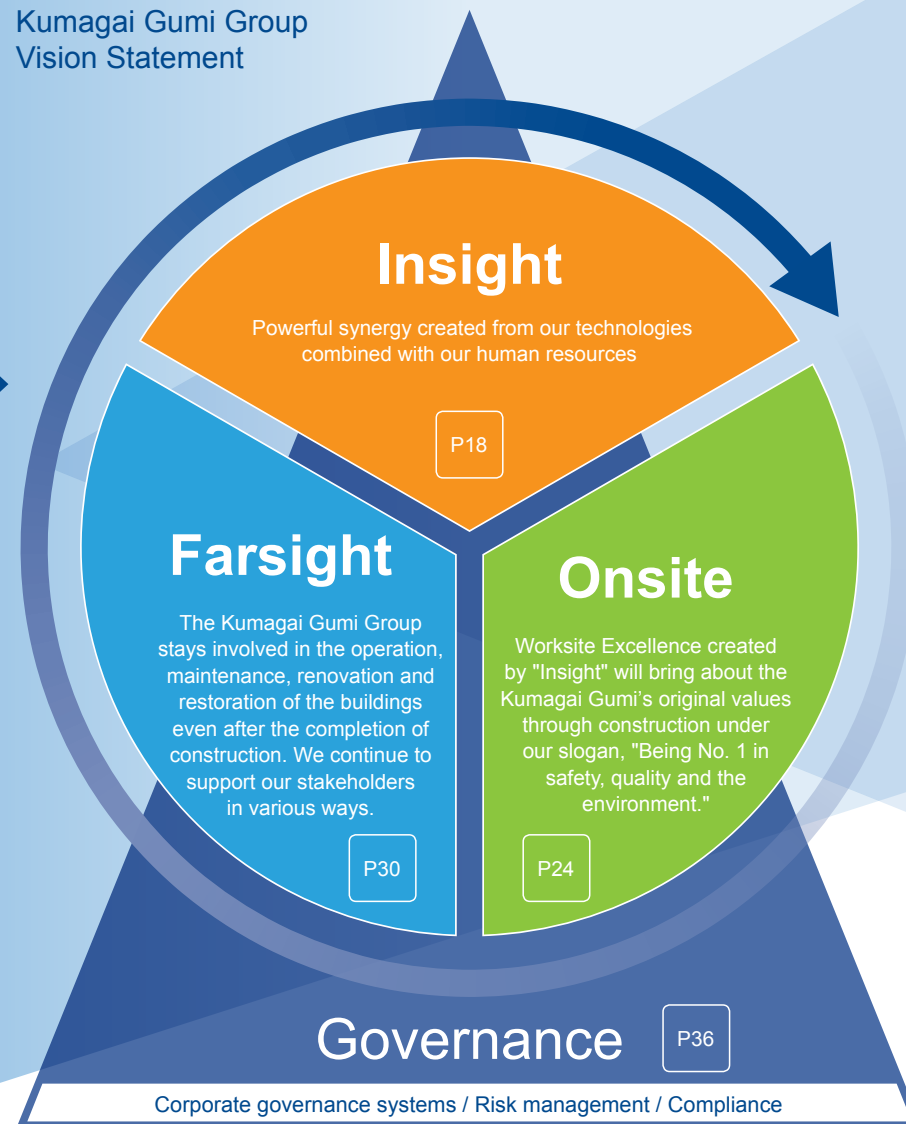 Kumagai Gumi Group
Vision Statement
Insight
Powerful synergy created from our technologies
combined with our human resources
P18
Farsight
The Kumagai Gumi Group
stays involved in the operation,
maintenance, renovation and
restoration of the buildings
even after the completion of
construction. We continue to
support our stakeholders
in various ways.
P30
Onsite
Worksite Excellence created
by "Insight" will bring about the
Kumagai Gumi’s original values
through construction under
our slogan, "Being No. 1 in
safety, quality and the
environment."
P24
Governance
P36
Corporate governance systems / Risk management / Compliance